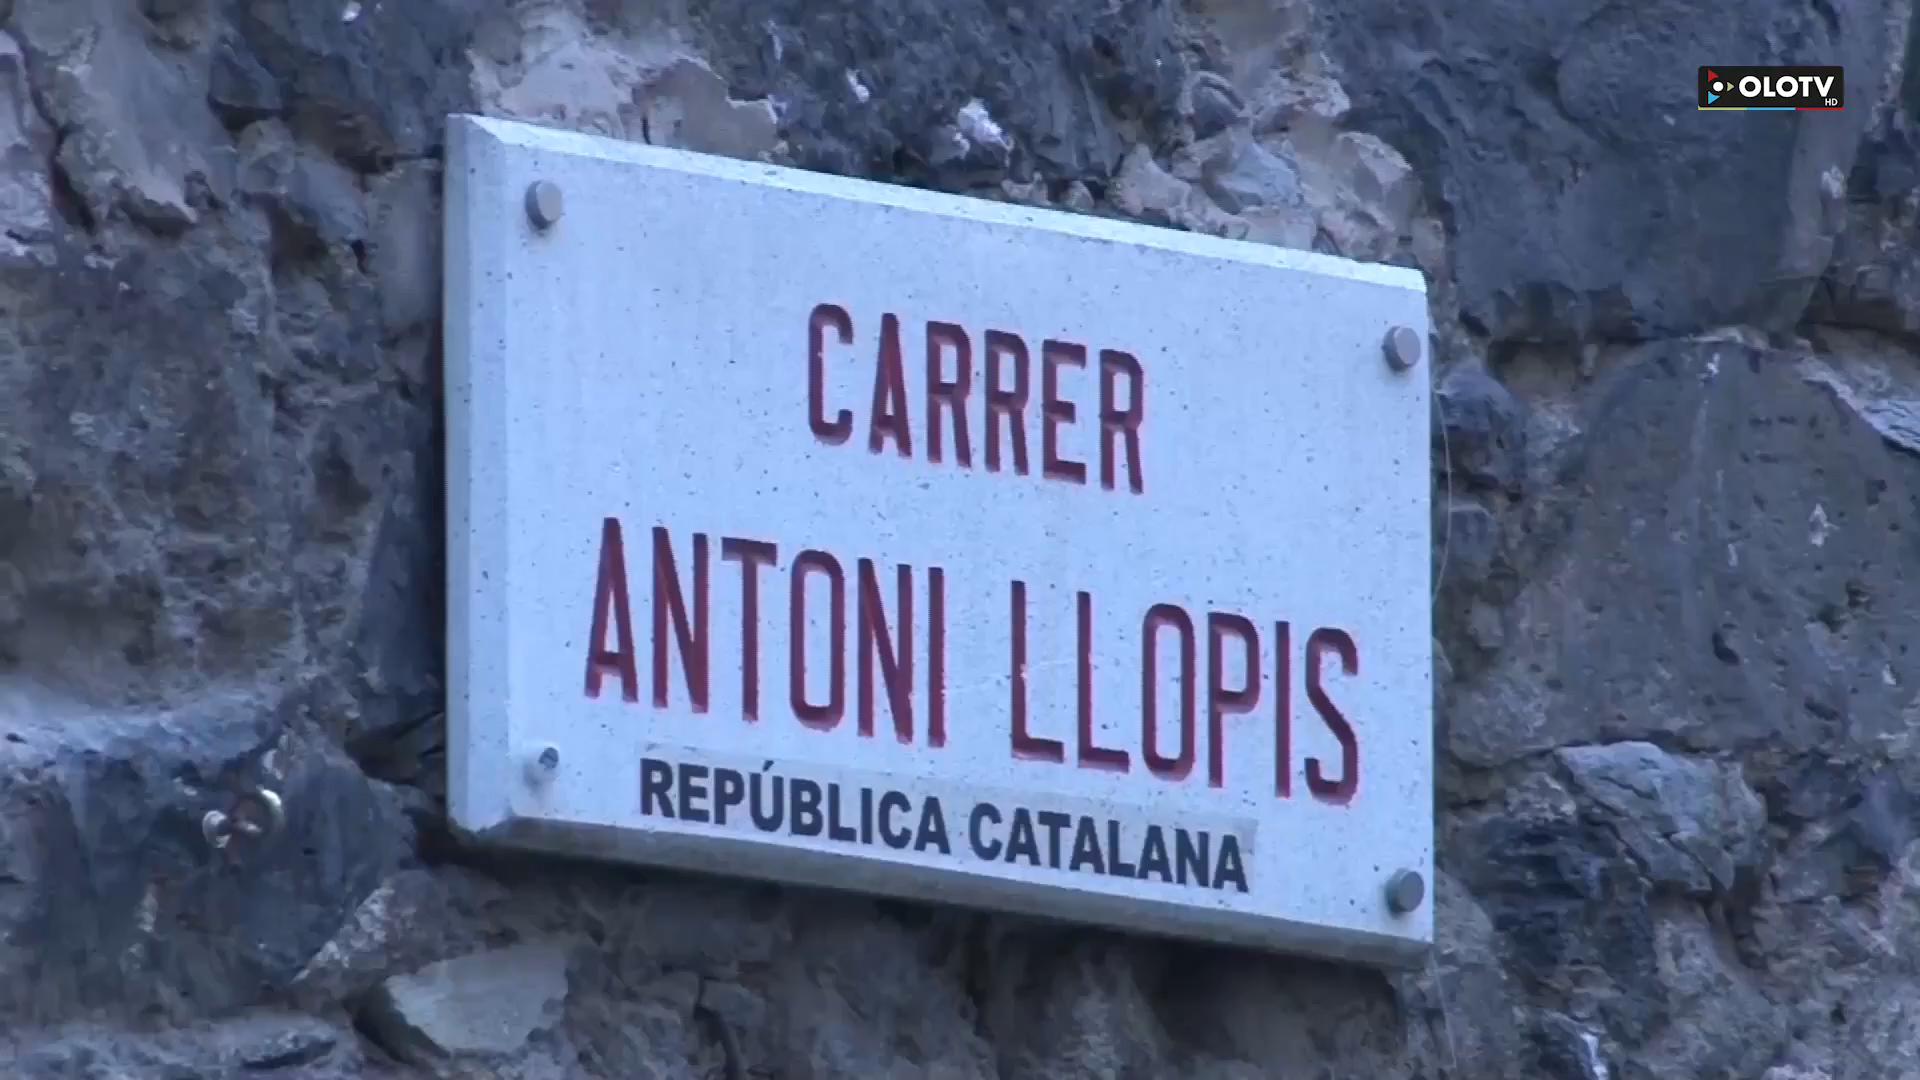 OLOTV
HD
CARRER
ANTONI LLOPIS
REPÚBLICA CATALANA